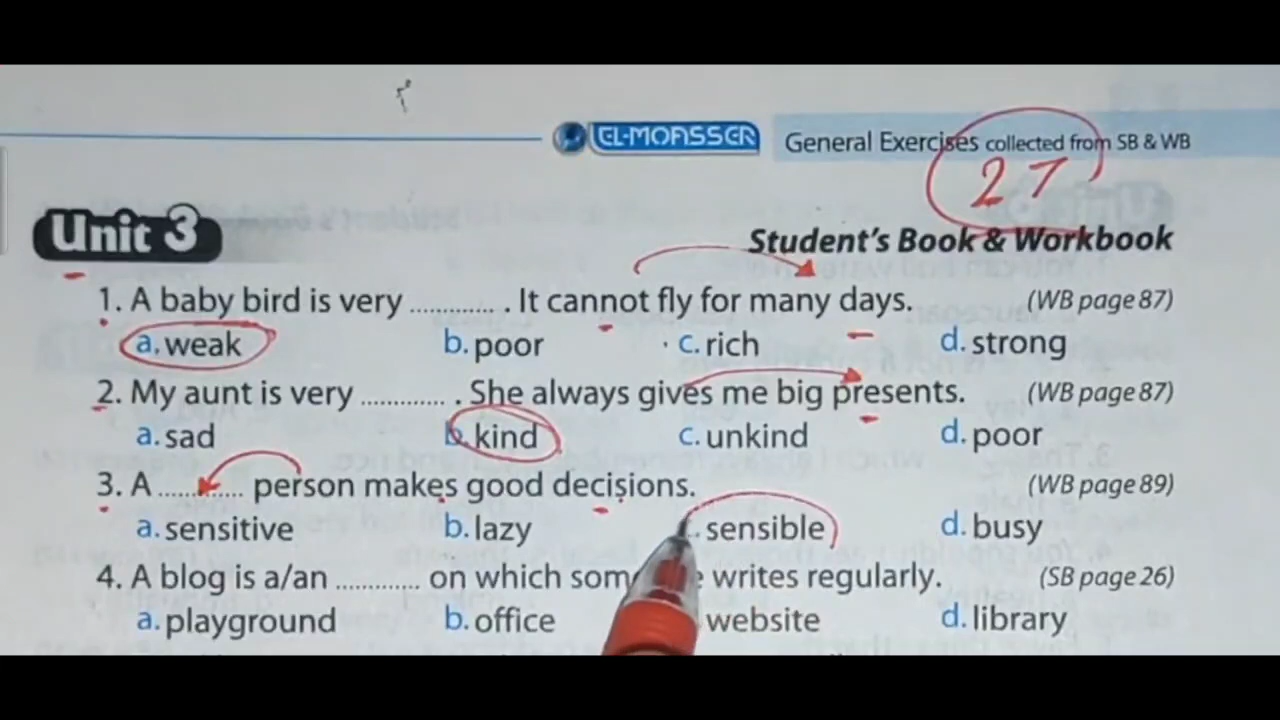 EL-MOASSER General Exercises collected from SB & WB
27
Unit 3
Student's Book & Workbook
1. A baby bird is very ............ . It cannot fly for many days. (WB page 87)
a. weak b. poor c. rich d. strong
2. My aunt is very ............ . She always gives me big presents. (WB page 87)
a. sad b. kind c. unkind d. poor
3. A ............ person makes good decisions. (WB page 89)
a. sensitive b. lazy sensible d. busy
4. A blog is a/an ............ on which som writes regularly. (SB page 26)
a. playground b. office website d. library